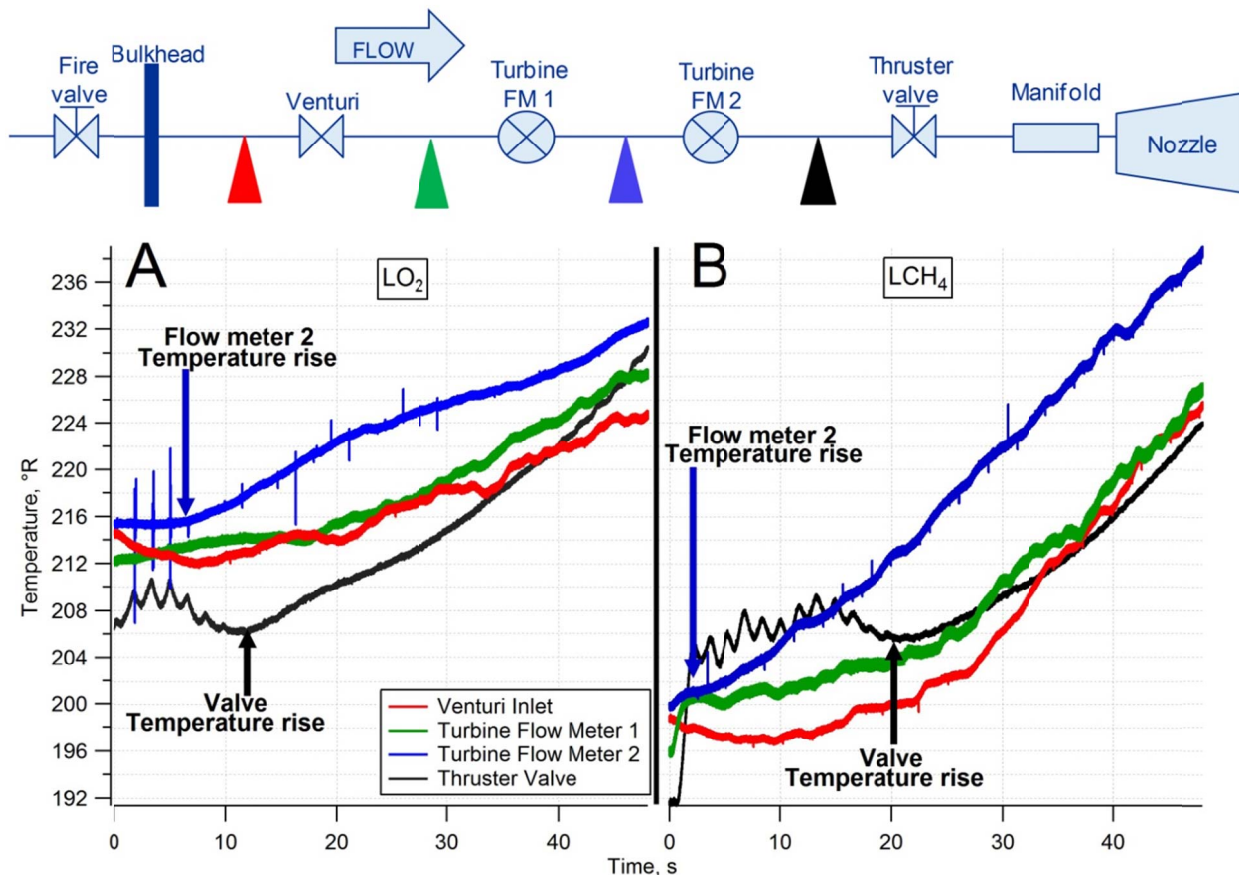 Fire
valve
Bulkhead
Venturi
FLOW
Turbine
FM 1
Turbine
FM 2
Thruster
valve
Manifold
Nozzle
A
LO2
Flow meter 2
Temperature rise
Valve
Temperature rise
Venturi Inlet
Turbine Flow Meter 1
Turbine Flow Meter 2
Thruster Valve
Temperature, °R
236
232
228
224
220
216
212
208
204
200
196
192
0
10
20
30
40
B
LCH4
Flow meter 2
Temperature rise
Valve
Temperature rise
0
10
20
30
40
Time, s